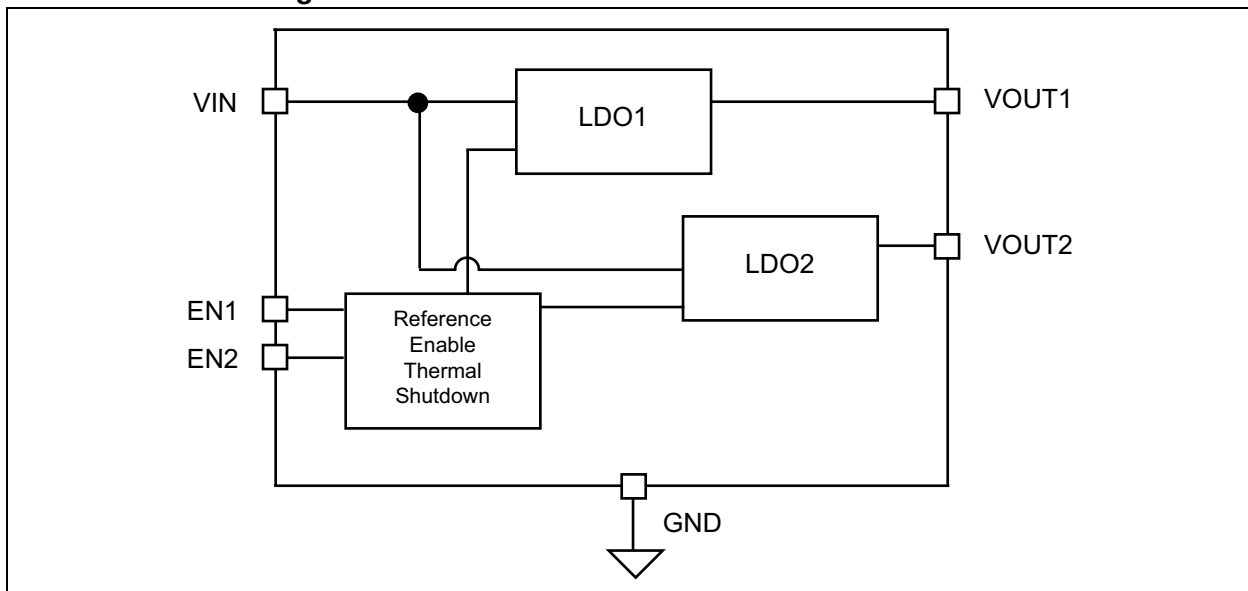 VIN
LDO1
VOUT1
LDO2
VOUT2
EN1
EN2
Reference
Enable
Thermal
Shutdown
GND